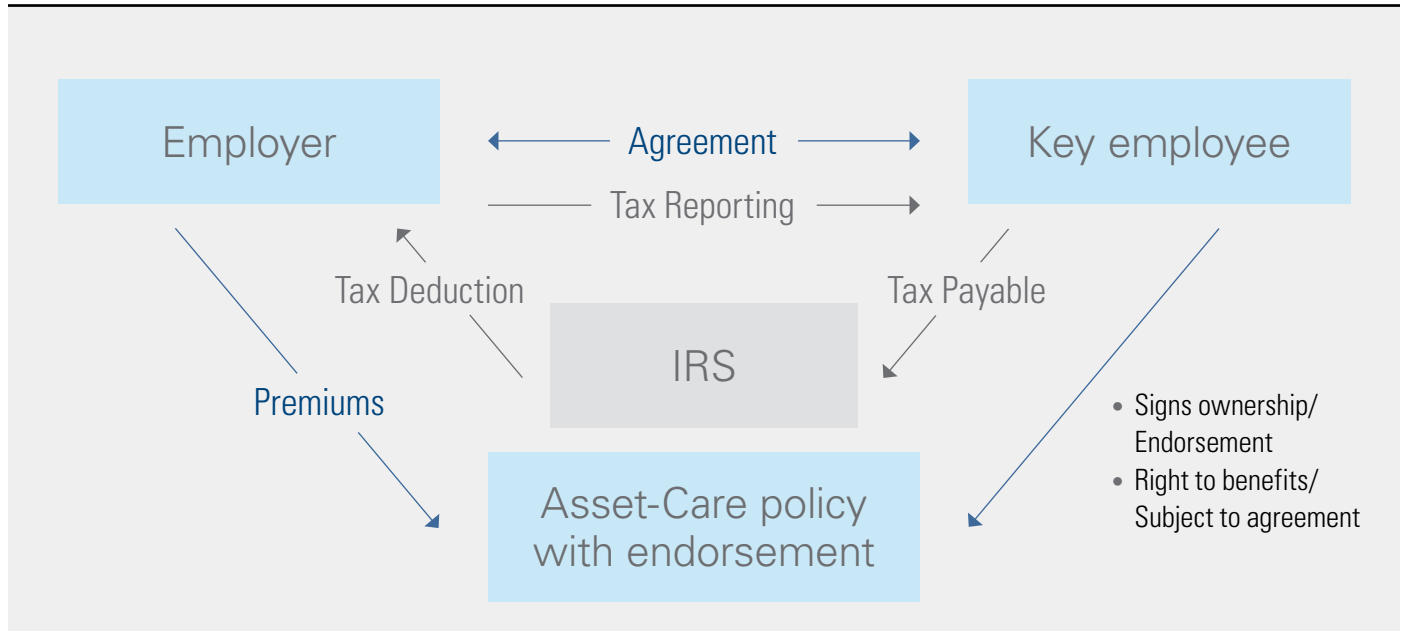 Employer
Agreement
Key employee
Tax Reporting
Tax Deduction
Tax Payable
IRS
Premiums
• Signs ownership/
Endorsement
• Right to benefits/
Subject to agreement
Asset-Care policy
with endorsement